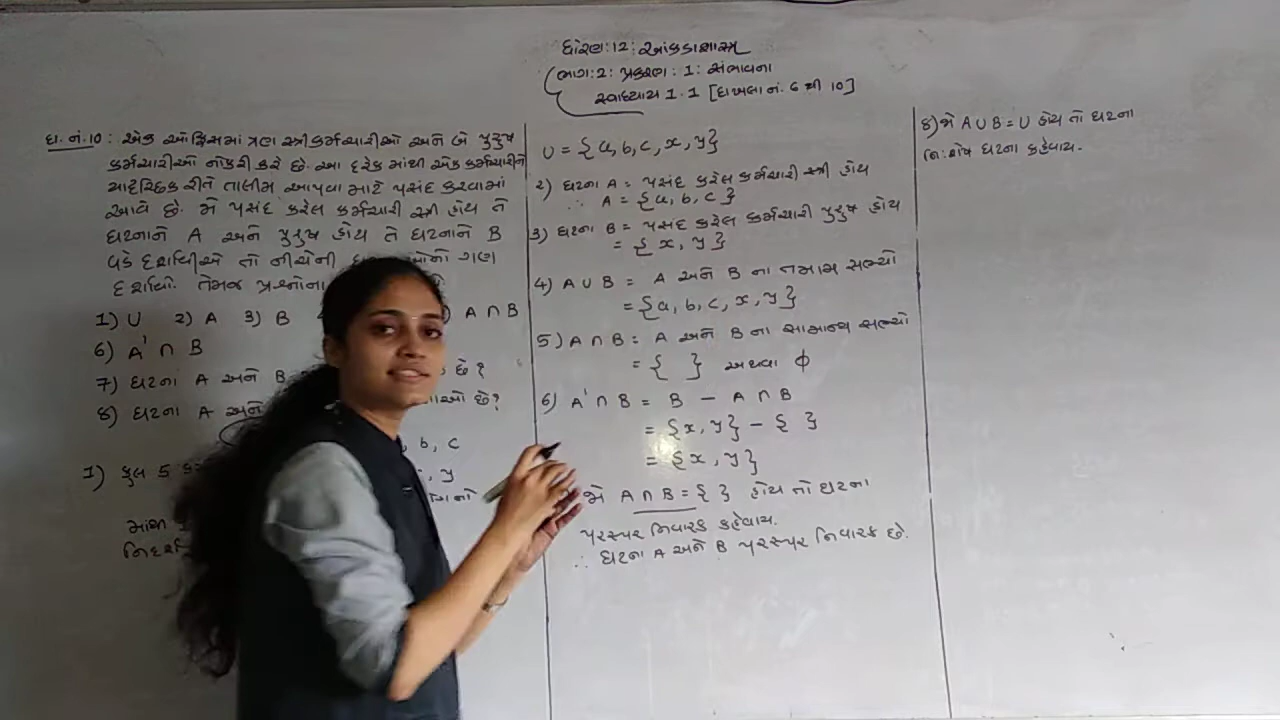 ધોરણ:12: આંકડાશાસ્ત્ર
ભાગ:2: પ્રકરણ: 1: સંભાવના
સ્વાધ્યાય 1.1 [દાખલા નં. 6 થી 10]
દા.નં.10: એક ઓફિસમાં ત્રણ સ્ત્રી કર્મચારીઓ અને બે પુરુષ
કર્મચારીઓ નોકરી કરે છે. આ દરેક માંથી એક કર્મચારીને
યાદચ્છિક રીતે તાલીમ આપવા માટે પસંદ કરવામાં
આવે છે. જે પસંદ કરેલ કર્મચારી સ્ત્રી હોય તે
ઘટનાને A અને પુરુષ હોય તે ઘટનાને B
વડે દર્શાવીએ તો નીચેની ગણ
દર્શાવો. તેમજ
1) U 2) A 3) B A ∩ B
6) A' ∩ B
7) ઘટના A અને B છે?
8) ઘટના A અને છે?
b, c
1) કુલ 5 y
U = {a, b, c, x, y}
2) ઘટના A = પસંદ કરેલ કર્મચારી સ્ત્રી હોય
∴ A = {a, b, c}
3) ઘટના B = પસંદ કરેલ કર્મચારી પુરુષ હોય
= {x, y}
4) A ∪ B = A અને B ના તમામ સભ્યો
= {a, b, c, x, y}
5) A ∩ B = A અને B ના સામાન્ય સભ્યો
= { } અથવા ϕ
6) A' ∩ B = B − A ∩ B
= {x, y} − { }
= {x, y}
જો A ∩ B = { } હોય તો ઘટના
પરસ્પર નિવારક કહેવાય.
∴ ઘટના A અને B પરસ્પર નિવારક છે.
8) જો A ∪ B = U હોય તો ઘટના
નિ:શેષ ઘટના કહેવાય.